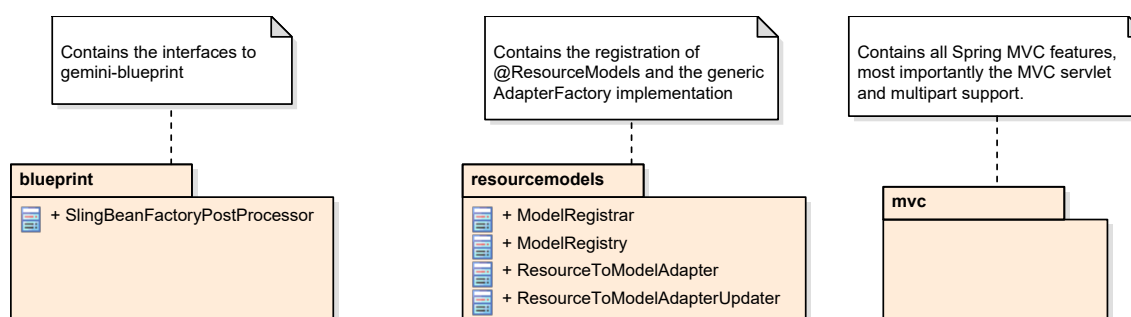 Contains the interfaces to
gemini-blueprint
Contains the registration of
@ResourceModels and the generic
AdapterFactory implementation
Contains all Spring MVC features,
most importantly the MVC servlet
and multipart support.
blueprint
+ SlingBeanFactoryPostProcessor
resourcemodels
+ ModelRegistrar
+ ModelRegistry
+ ResourceToModelAdapter
+ ResourceToModelAdapterUpdater
mvc